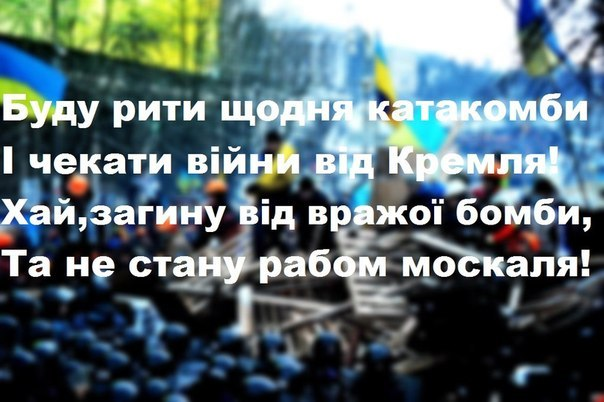 Буду рити щодня катакомби
І чекати війни від Кремля!
Хай,загину від вражої бомби,
Та не стану рабом москаля!